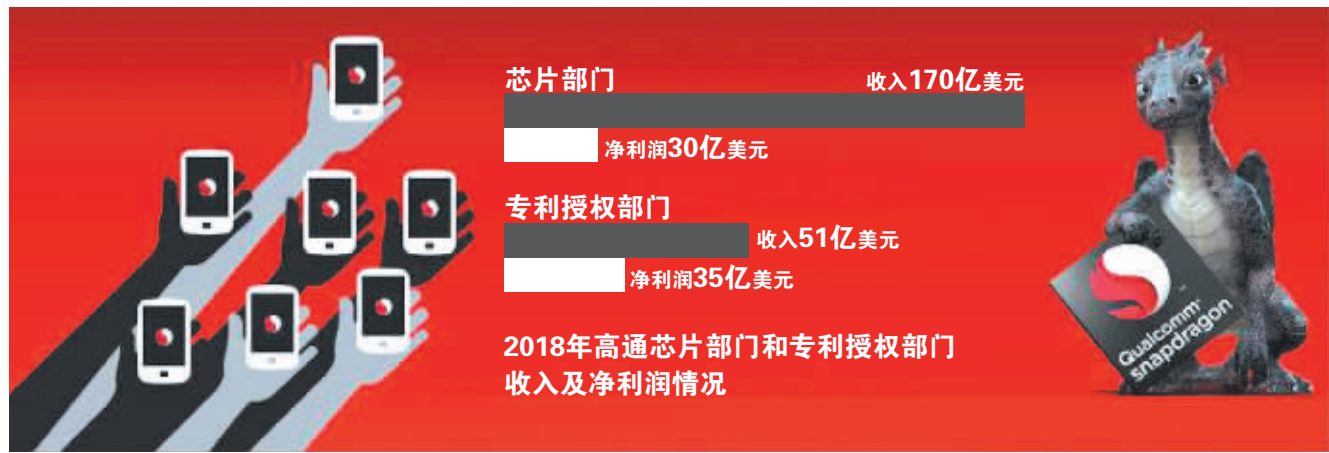 芯片部门
收入170亿美元
净利润30亿美元
专利授权部门
收入51亿美元
净利润35亿美元
2018年高通芯片部门和专利授权部门
收入及净利润情况
Qualcomm
snapdragon